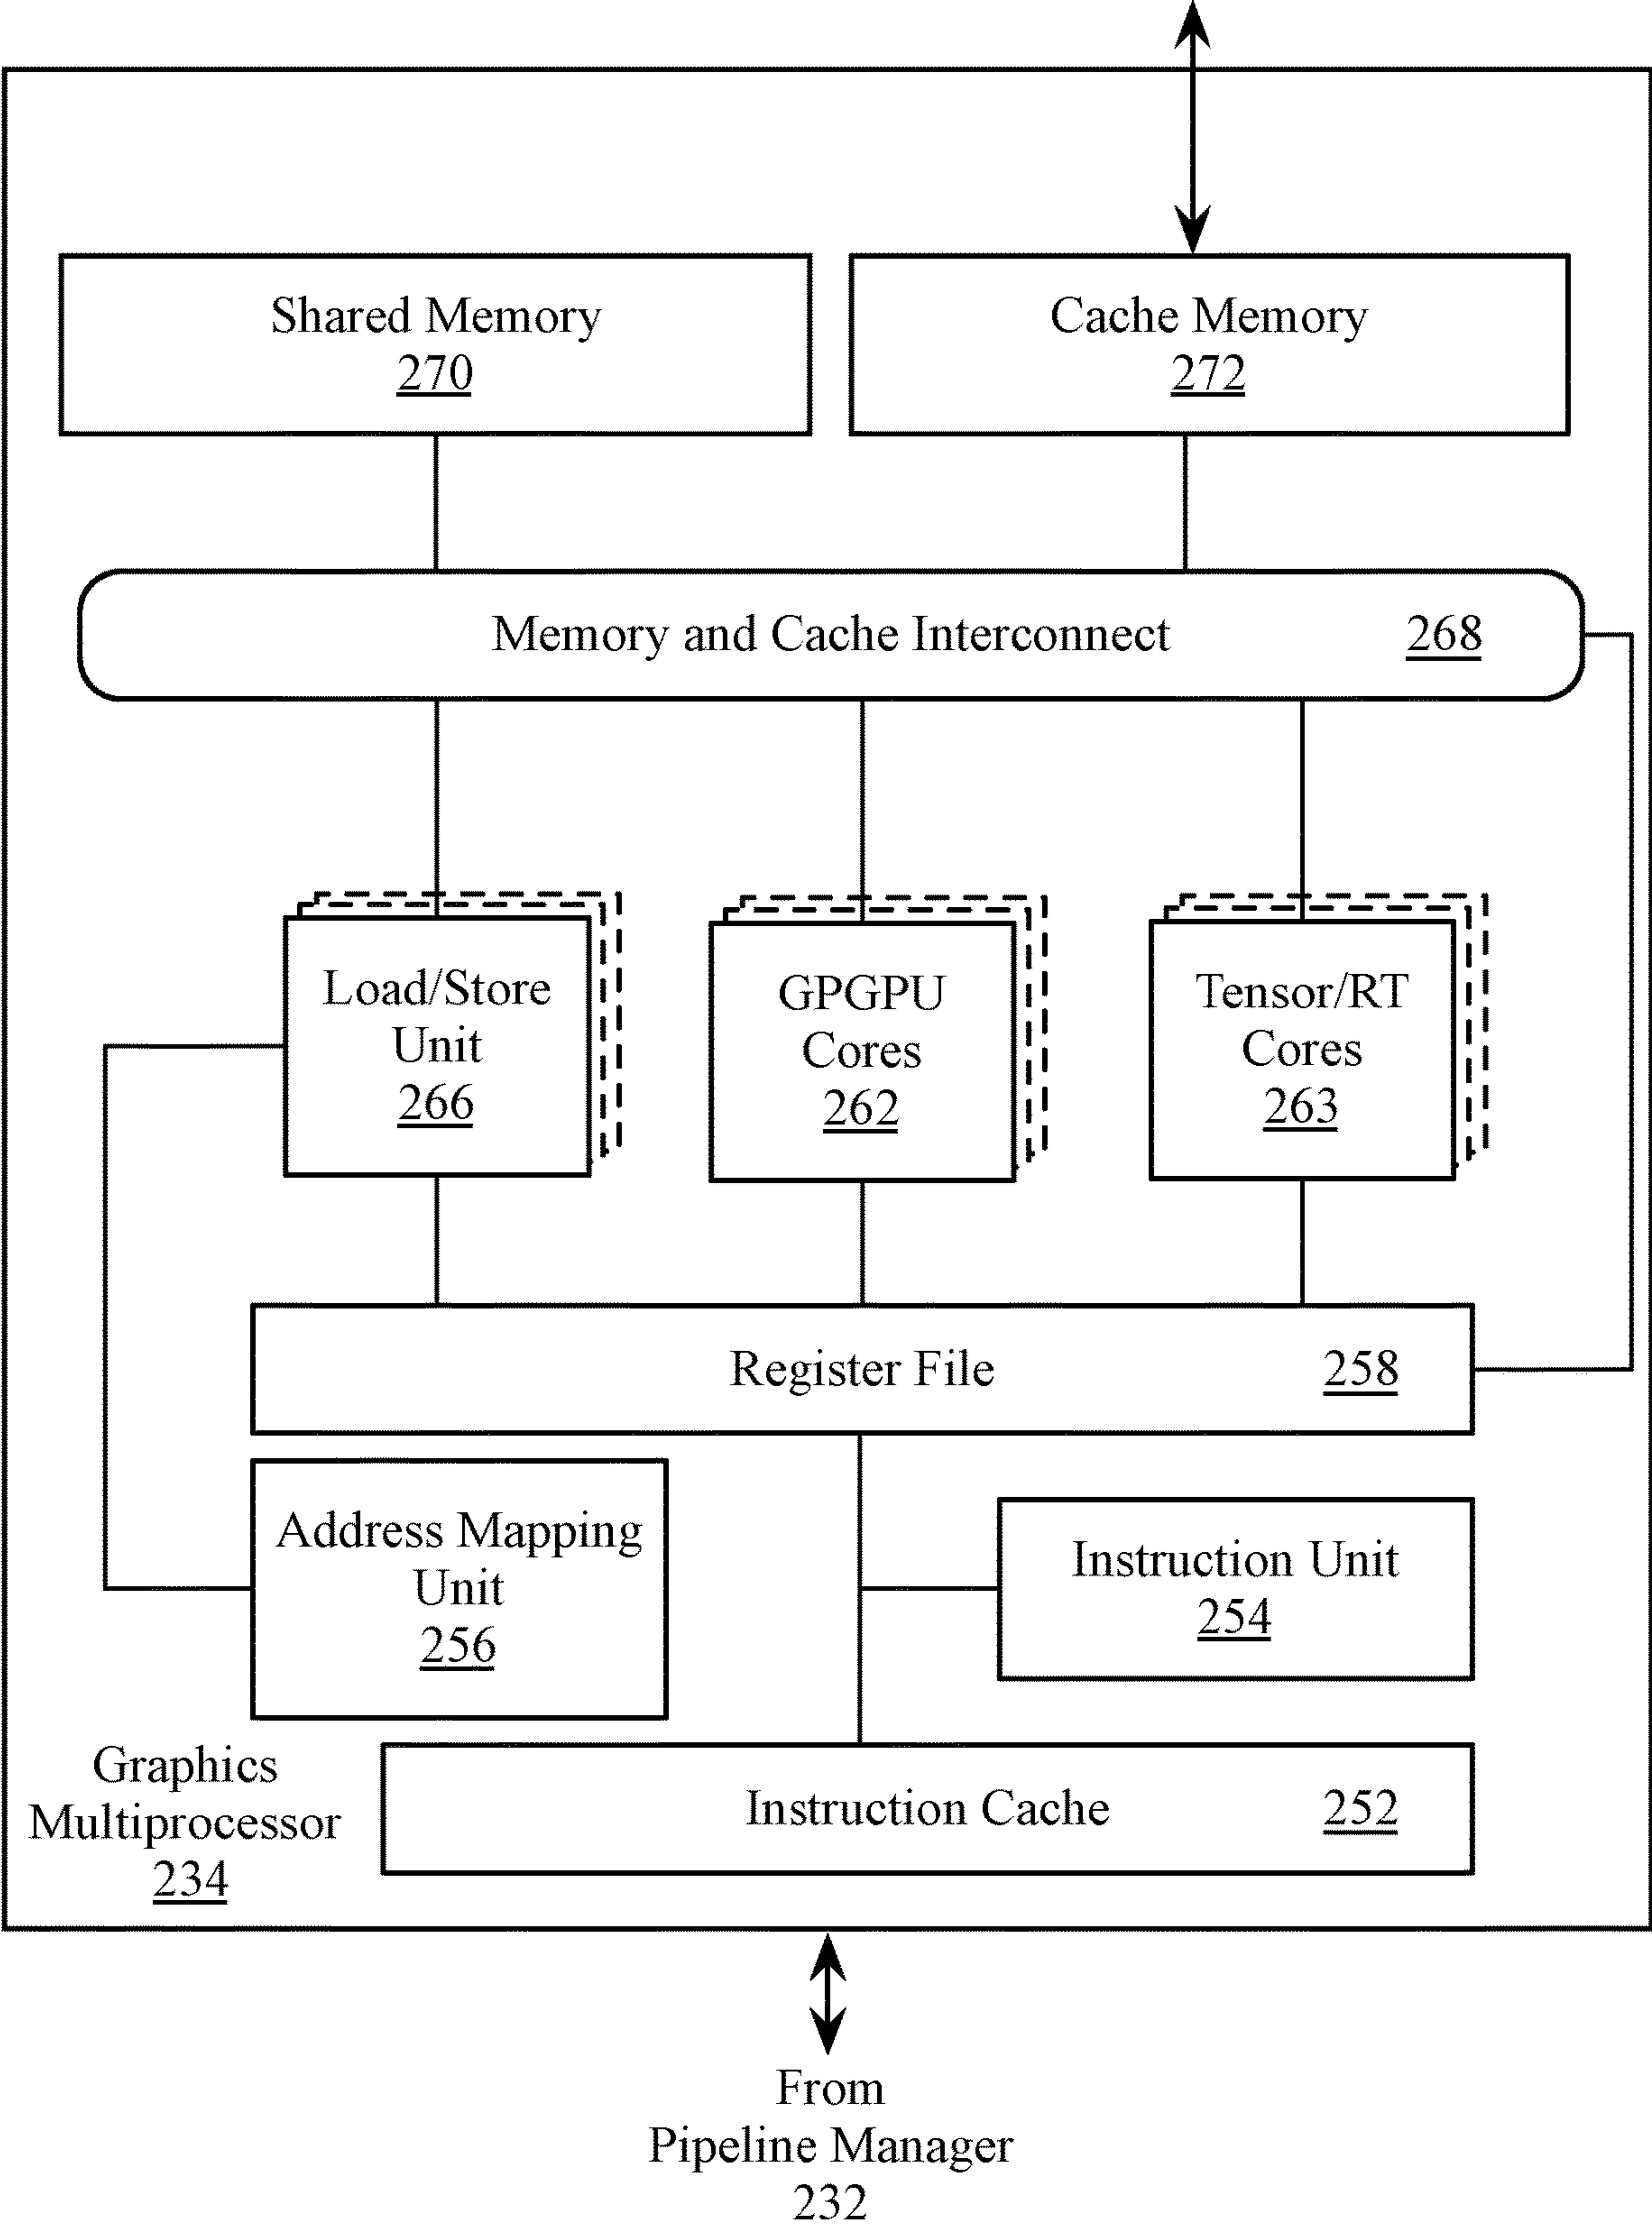 Shared Memory
270
Cache Memory
272
Memory and Cache Interconnect 268
Load/Store
Unit
266
GPGPU
Cores
262
Tensor/RT
Cores
263
Register File 258
Address Mapping
Unit
256
Instruction Unit
254
Graphics
Multiprocessor
234
Instruction Cache 252
From
Pipeline Manager
232